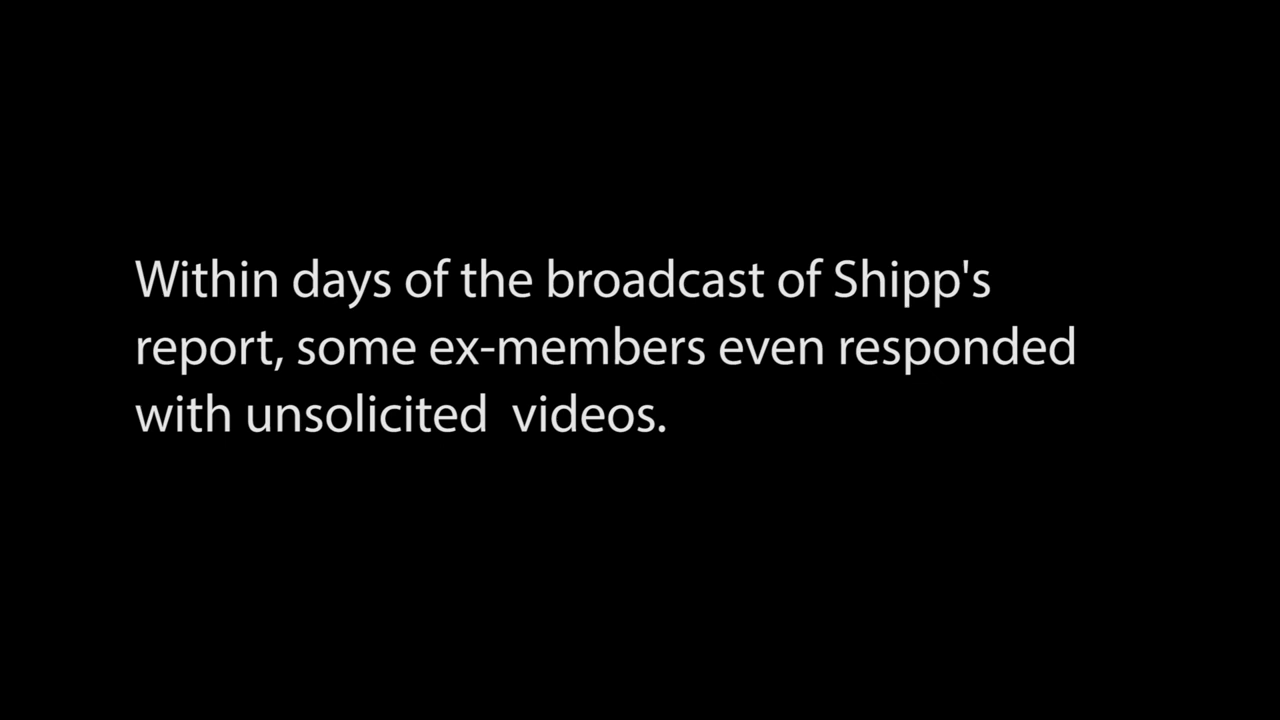 Within days of the broadcast of Shipp's
report, some ex-members even responded
with unsolicited  videos.